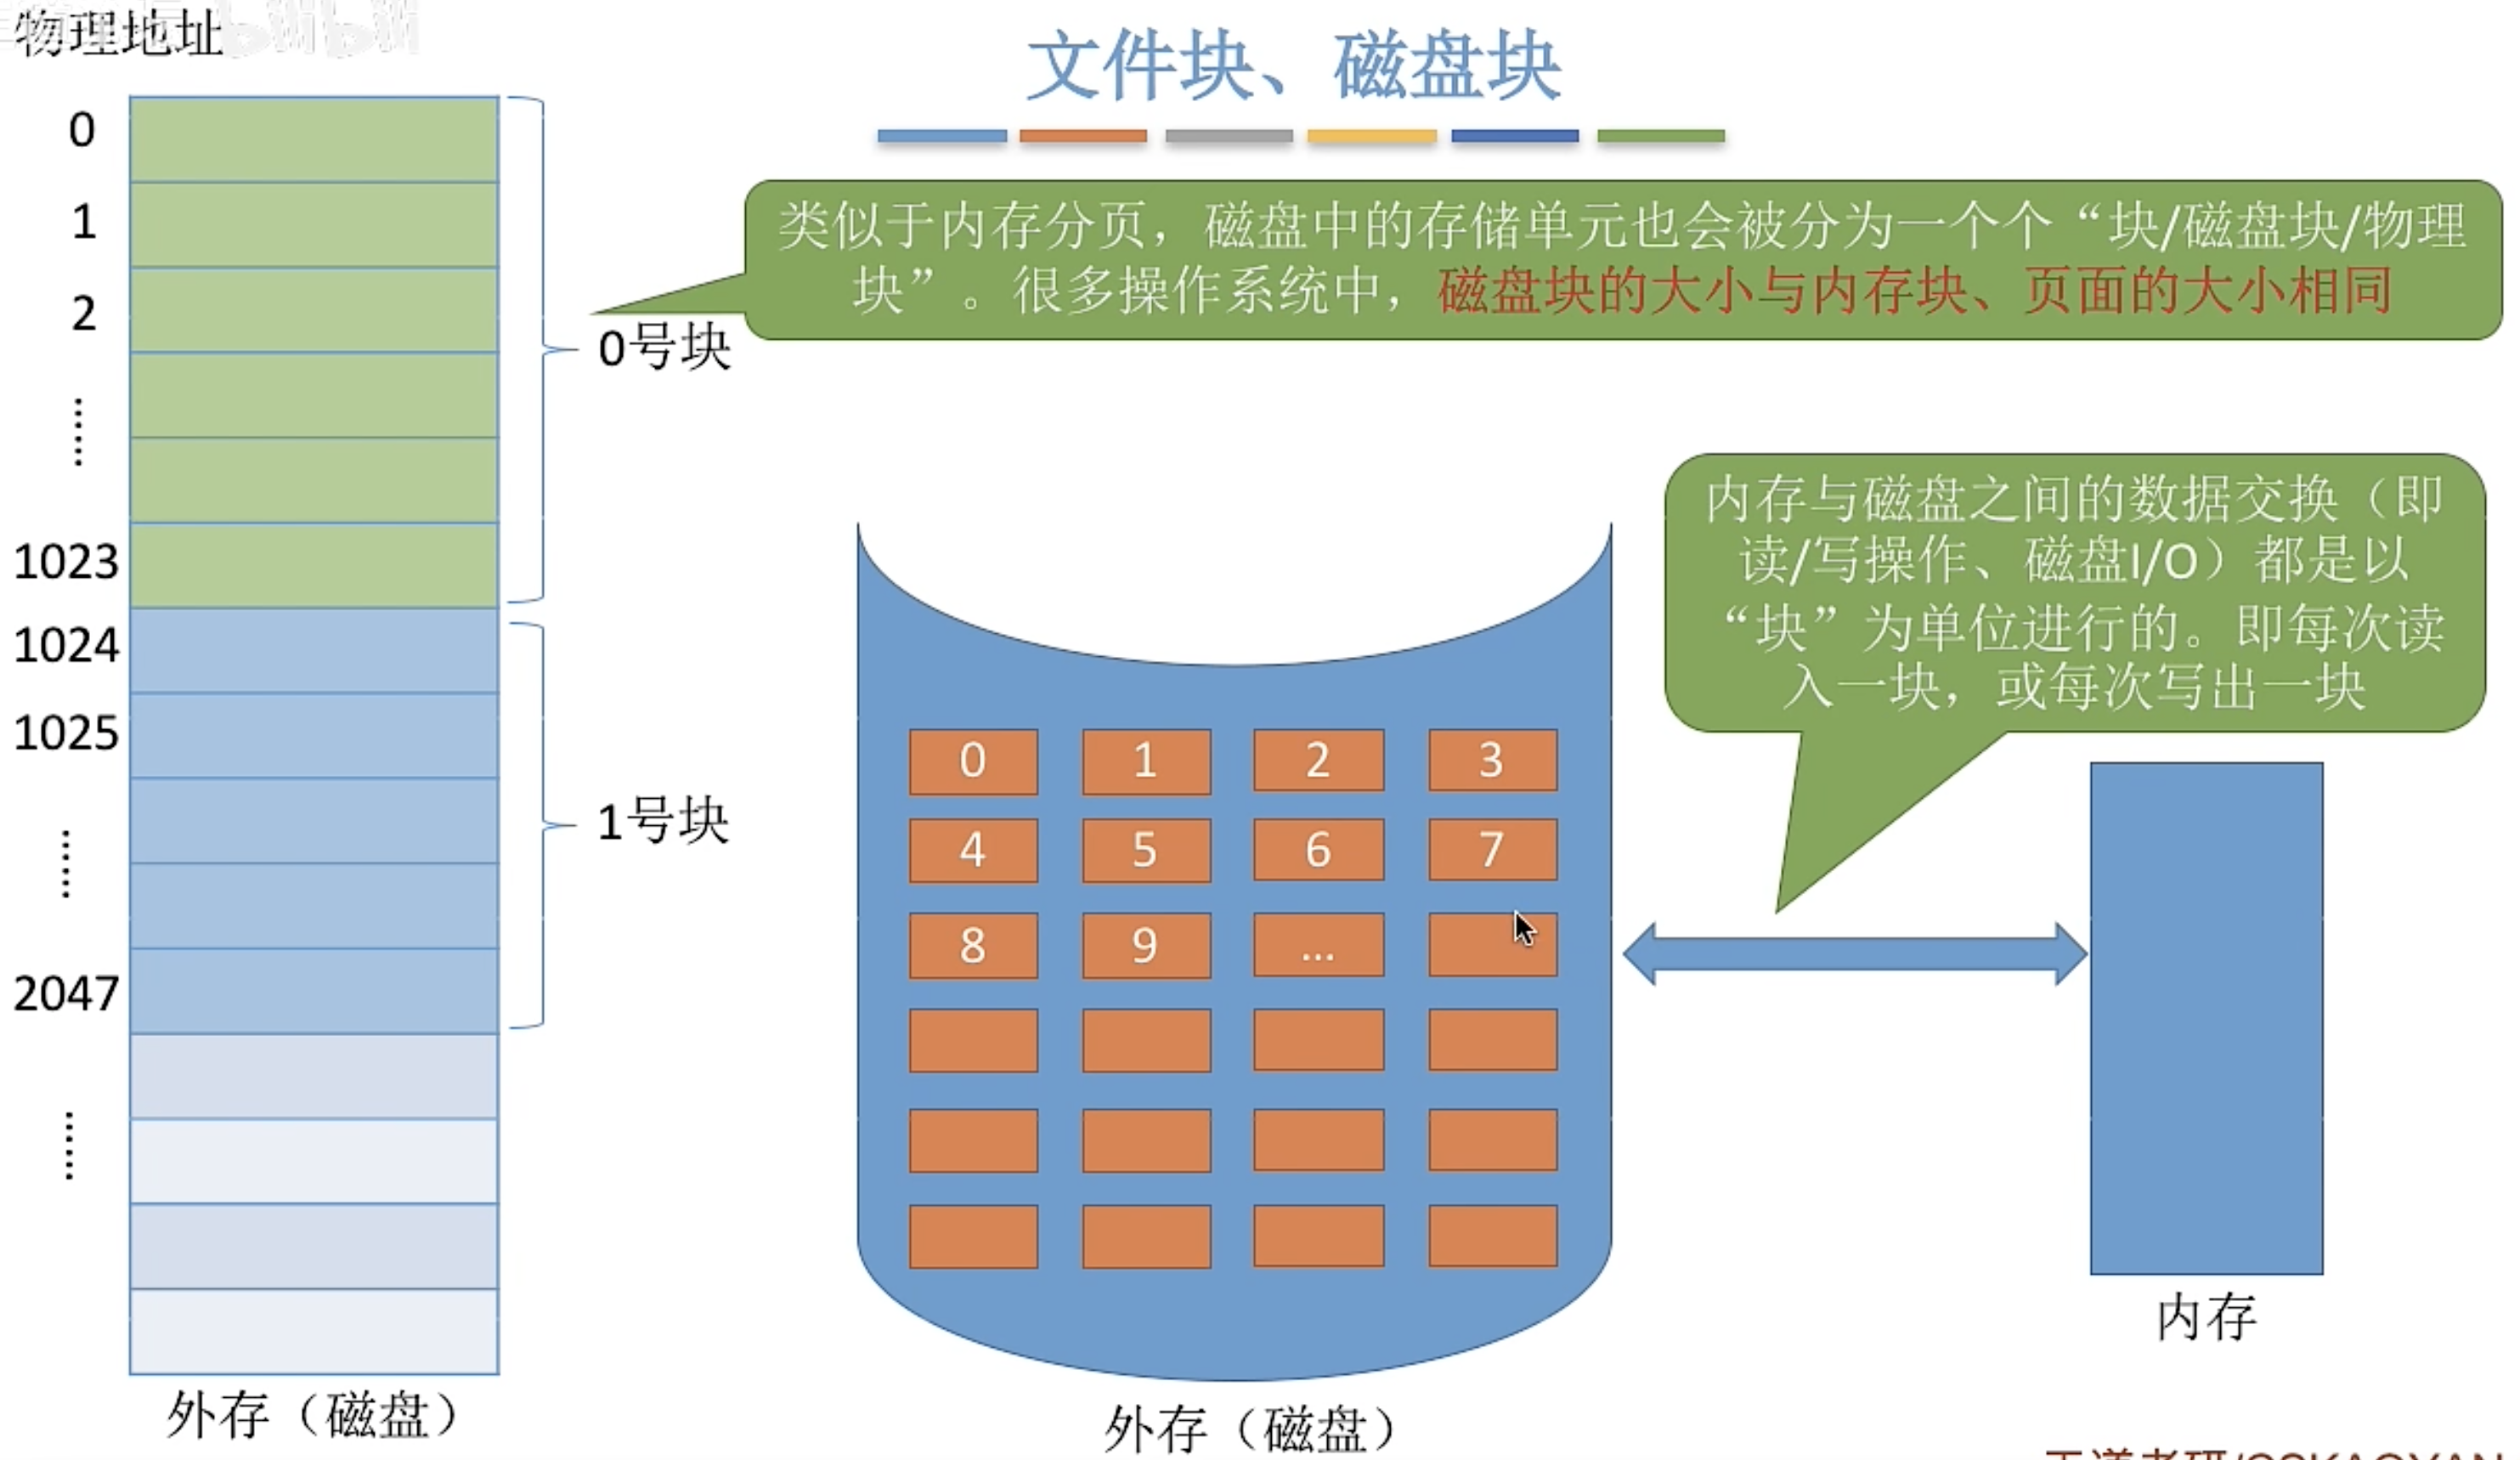 物理地址
bilibili
文件块、磁盘块
0
1
2
......
1023
1024
1025
......
2047
......
0号块
1号块
外存（磁盘）
类似于内存分页，磁盘中的存储单元也会被分为一个个“块/磁盘块/物理
块”。很多操作系统中，磁盘块的大小与内存块、页面的大小相同
内存与磁盘之间的数据交换（即
读/写操作、磁盘I/O）都是以
“块”为单位进行的。即每次读
入一块，或每次写出一块
0 1 2 3
4 5 6 7
8 9 ...
外存（磁盘）
内存
王道考研/CSKAOYAN